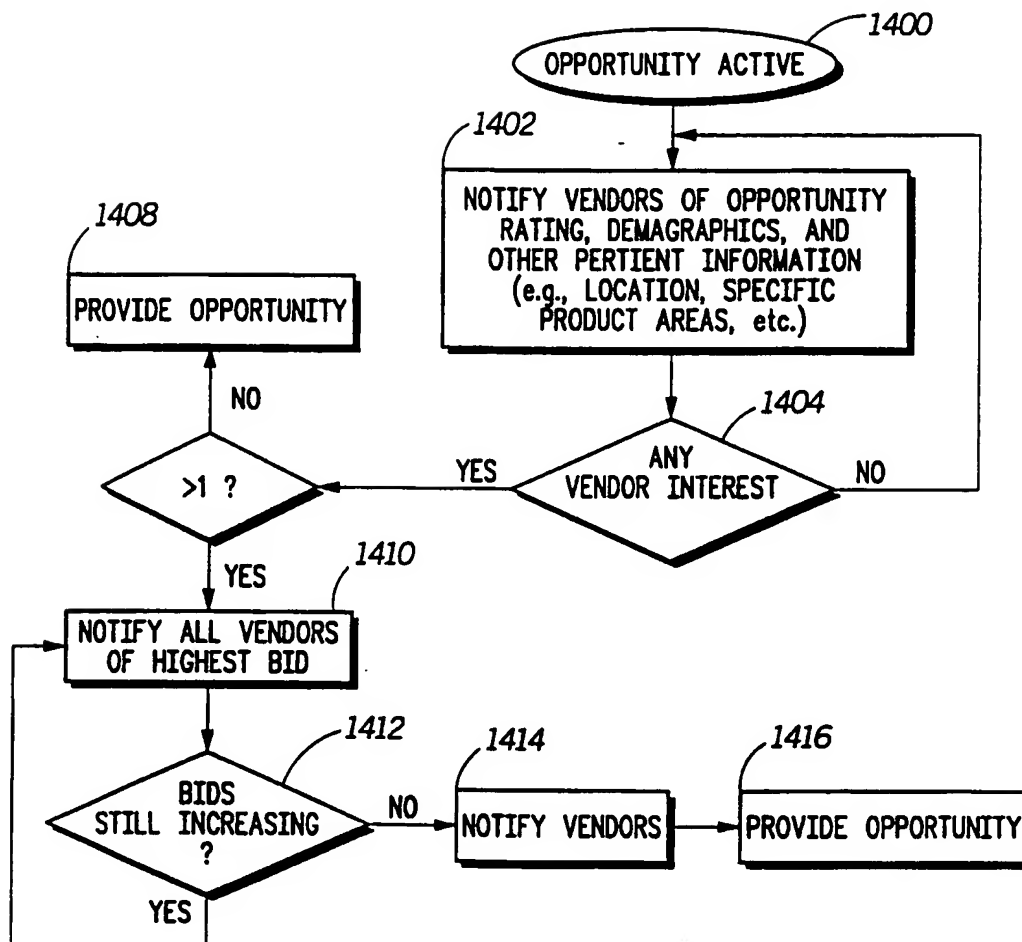 1400
OPPORTUNITY ACTIVE
1402
NOTIFY VENDORS OF OPPORTUNITY
RATING, DEMAGRAPHICS, AND
OTHER PERTIENT INFORMATION
(e.g., LOCATION, SPECIFIC
PRODUCT AREAS, etc.)
1408
PROVIDE OPPORTUNITY
NO
1404
ANY
VENDOR INTEREST
YES
NO
>1 ?
YES
1410
NOTIFY ALL VENDORS
OF HIGHEST BID
1412
BIDS
STILL INCREASING
?
NO
YES
1414
NOTIFY VENDORS
1416
PROVIDE OPPORTUNITY